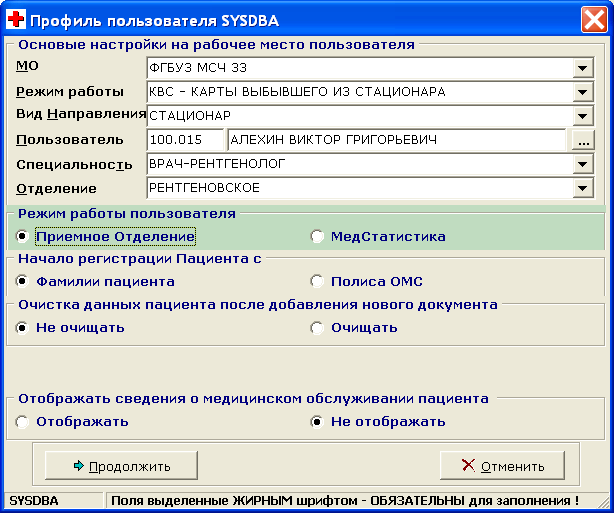 Профиль пользователя SYSDBA
Основые настройки на рабочее место пользователя
МО ФГБУЗ МСЧ 33
Режим работы КВС - КАРТЫ ВЫБЫВШЕГО ИЗ СТАЦИОНАРА
Вид Направления СТАЦИОНАР
Пользователь 100.015 АЛЕХИН ВИКТОР ГРИГОРЬЕВИЧ ...
Специальность ВРАЧ-РЕНТГЕНОЛОГ
Отделение РЕНТГЕНОВСКОЕ
Режим работы пользователя
Приемное Отделение МедСтатистика
Начало регистрации Пациента с
Фамилии пациента Полиса ОМС
Очистка данных пациента после добавления нового документа
Не очищать Очищать
Отображать сведения о медицинском обслуживании пациента
Отображать Не отображать
Продолжить Отменить
SYSDBA Поля выделенные ЖИРНЫМ шрифтом - ОБЯЗАТЕЛЬНЫ для заполнения !